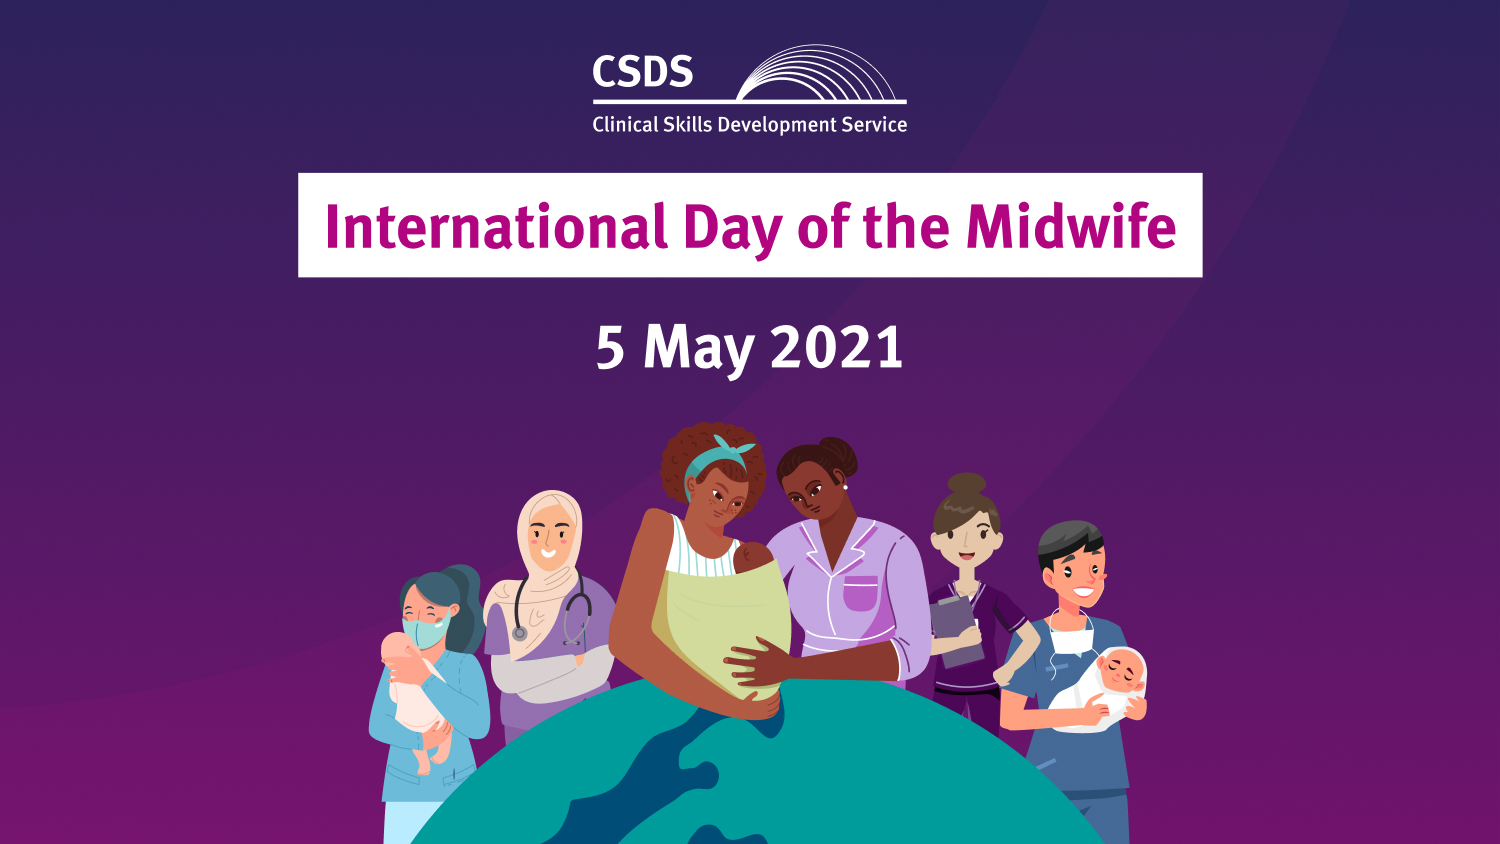 CSDS
Clinical Skills Development Service
International Day of the Midwife
5 May 2021